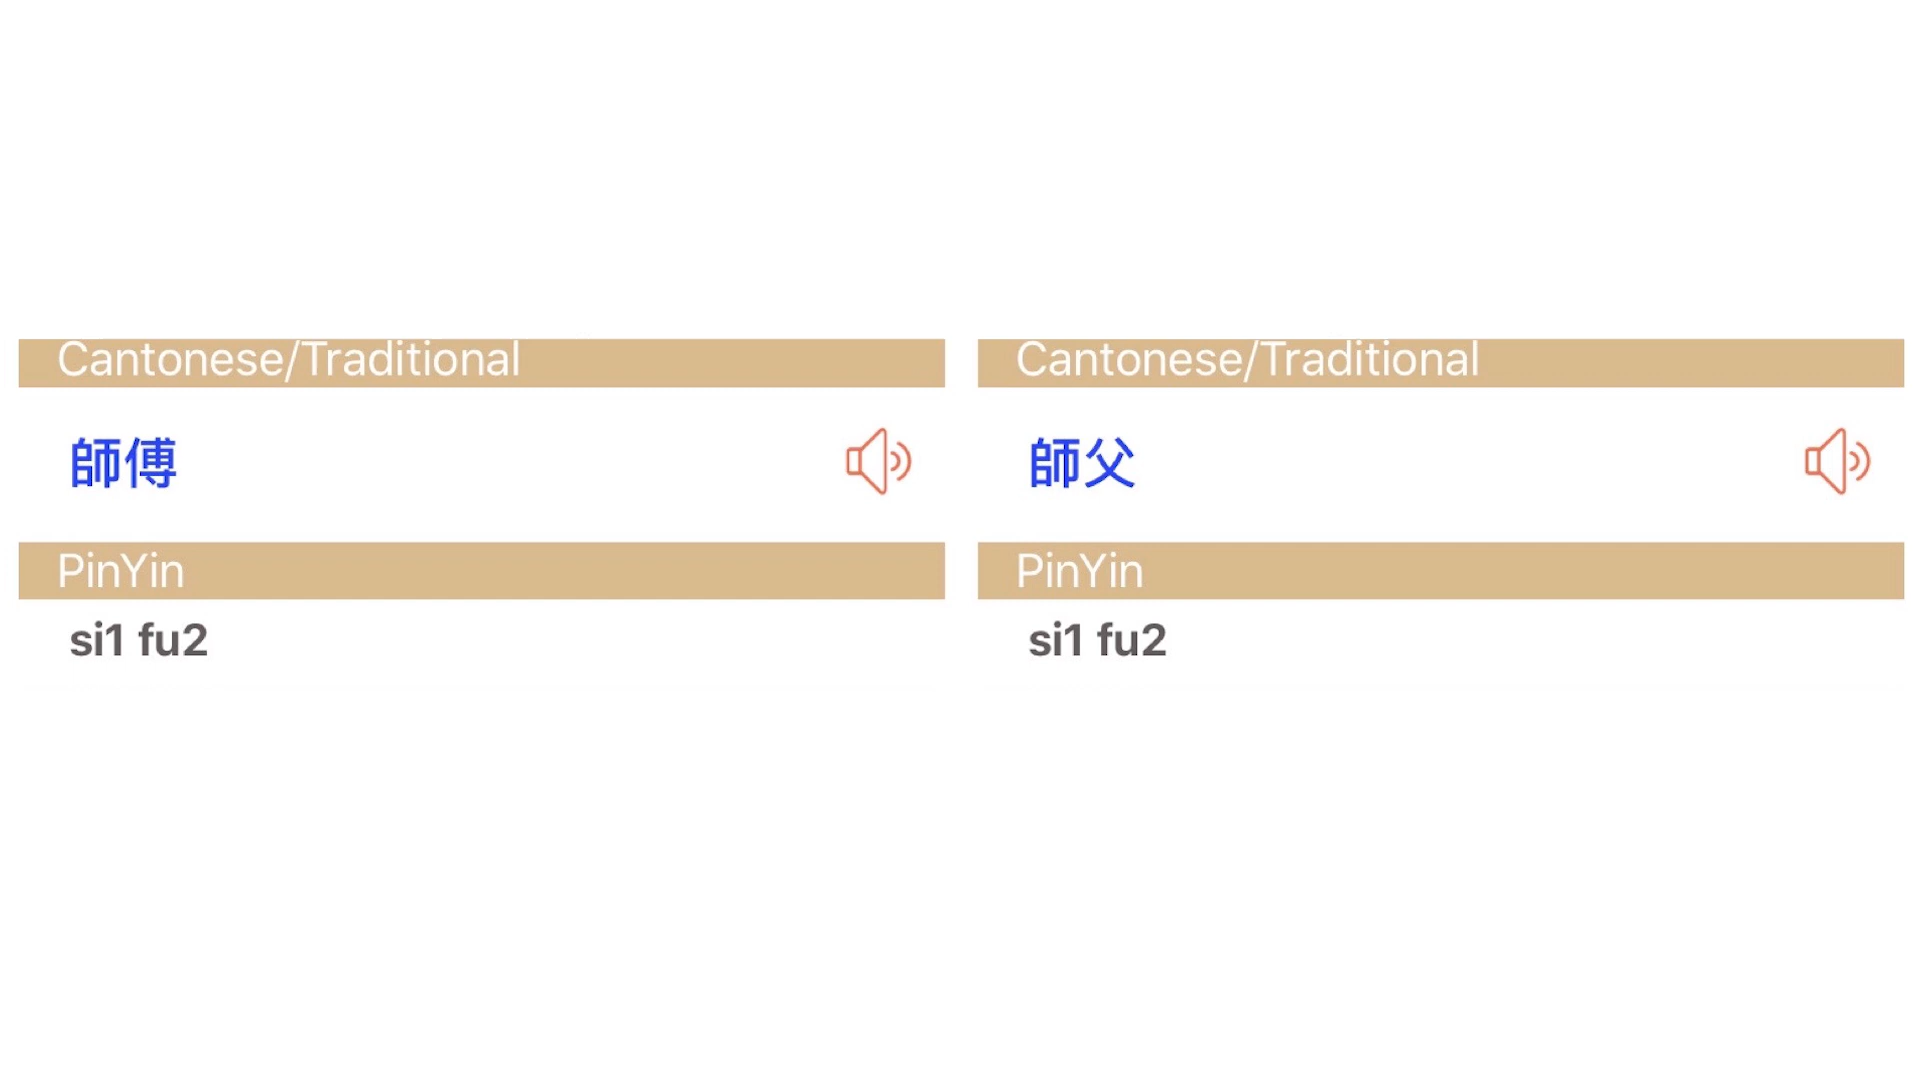 Cantonese/Traditional
師傅
PinYin
si1 fu2
Cantonese/Traditional
師父
PinYin
si1 fu2